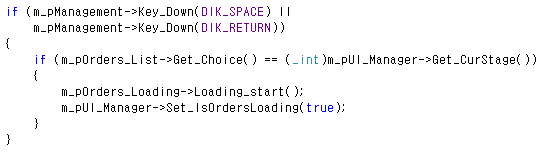 if (m_pManagement->Key_Down(DIK_SPACE) ||
m_pManagement->Key_Down(DIK_RETURN))
{
if (m_pOrders_List->Get_Choice() == (_int)m_pUI_Manager->Get_CurStage())
{
m_pOrders_Loading->Loading_start();
m_pUI_Manager->Set_IsOrdersLoading(true);
}
}